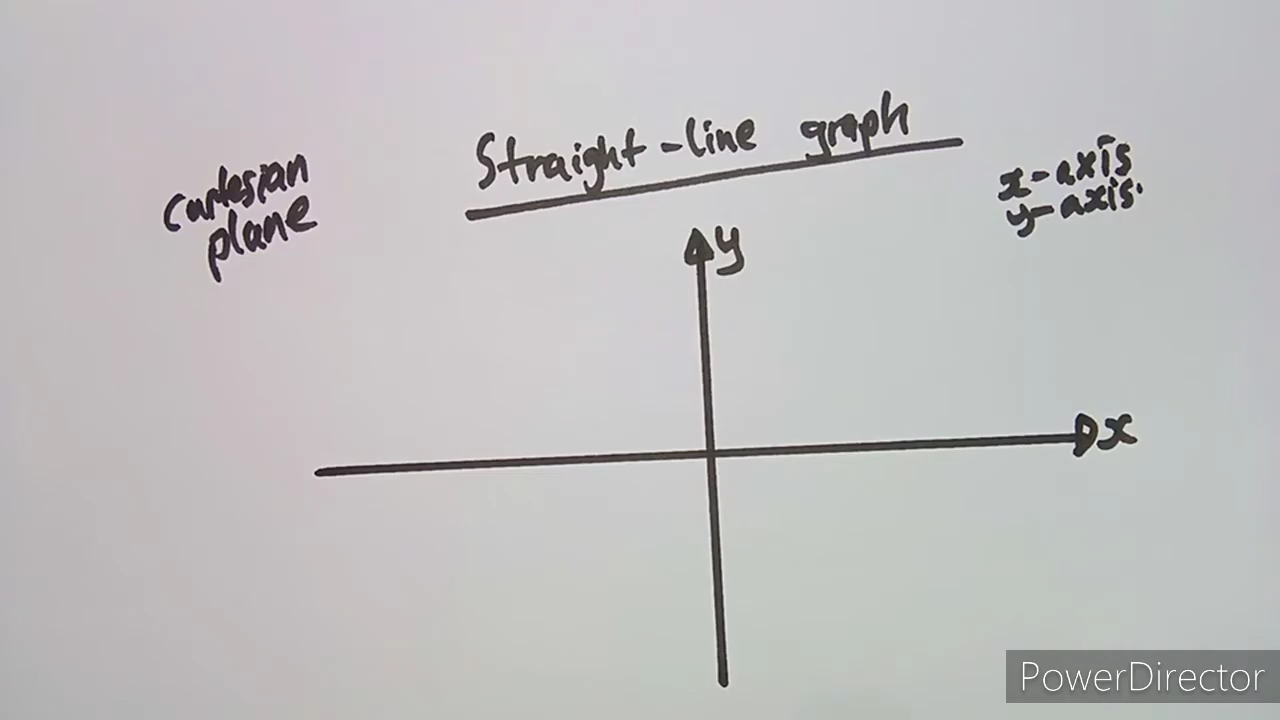 Straight-line graph
Cartesian
plane
x-axis
y-axis.
y
x
PowerDirector